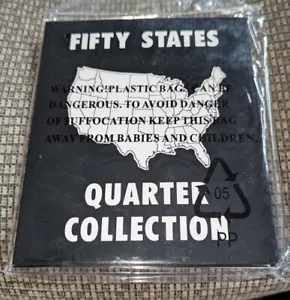 FIFTY STATES
WARNING!PLASTIC BAGS CAN BE
DANGEROUS. TO AVOID DANGER
OF SUFFOCATION KEEP THIS BAG
AWAY FROM BABIES AND CHILDREN.
QUARTER
05
COLLECTION
PP